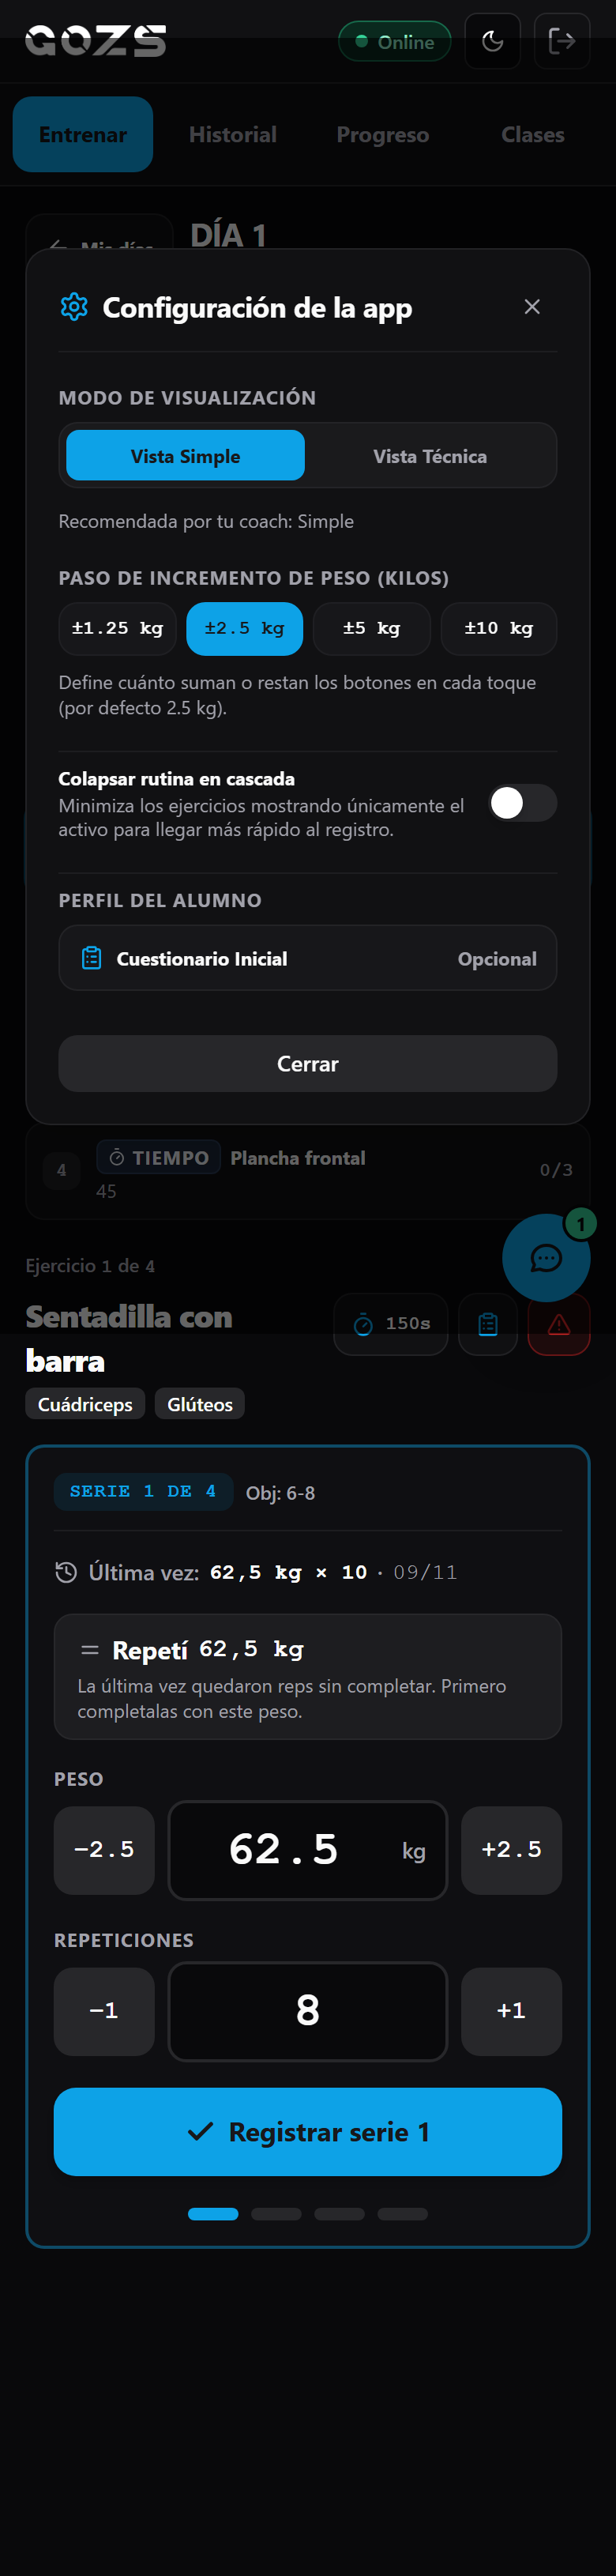 GOZS
Online
Entrenar
Historial
Progreso
Clases
Mis días
DÍA 1
Configuración de la app
MODO DE VISUALIZACIÓN
Vista Simple
Vista Técnica
Recomendada por tu coach: Simple
PASO DE INCREMENTO DE PESO (KILOS)
±1.25 kg
±2.5 kg
±5 kg
±10 kg
Define cuánto suman o restan los botones en cada toque
(por defecto 2.5 kg).
Colapsar rutina en cascada
Minimiza los ejercicios mostrando únicamente el
activo para llegar más rápido al registro.
PERFIL DEL ALUMNO
Cuestionario Inicial
Opcional
Cerrar
4
TIEMPO
Plancha frontal
45
0/3
1
Ejercicio 1 de 4
Sentadilla con
barra
150s
Cuádriceps
Glúteos
SERIE 1 DE 4
Obj: 6-8
Última vez: 62,5 kg × 10 · 09/11
= Repetí 62,5 kg
La última vez quedaron reps sin completar. Primero
completalas con este peso.
PESO
−2.5
62.5
kg
+2.5
REPETICIONES
−1
8
+1
Registrar serie 1